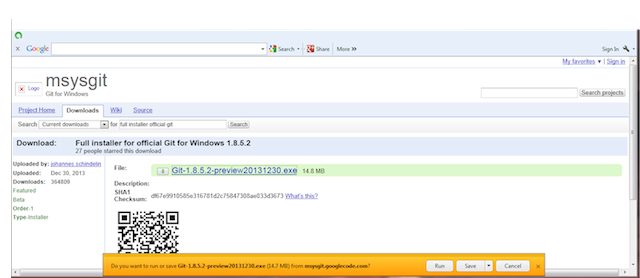 x Google Search Share More » Sign In
My favorites ▼ | Sign in
Logo msysgit
Git for Windows
Search projects
Project Home Downloads Wiki Source
Search Current downloads for full installer official git Search
Download: Full installer for official Git for Windows 1.8.5.2
27 people starred this download
Uploaded by: johannes.schindelin
Uploaded: Dec 30, 2013
Downloads: 364809
Featured
Beta
Order-1
Type-Installer
File: Git-1.8.5.2-preview20131230.exe 14.8 MB
Description:
SHA1 Checksum: df67e9910585e316781d2c75847308ae033d3673 What's this?
Do you want to run or save Git-1.8.5.2-preview20131230.exe (14.7 MB) from msysgit.googlecode.com? Run Save Cancel x